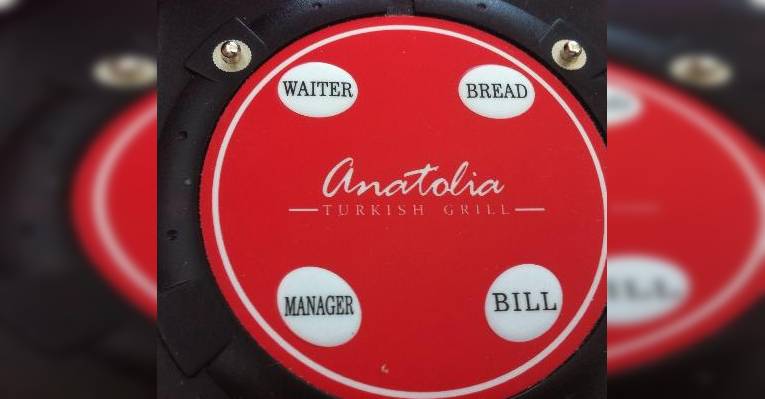 WAITER BREAD
Anatolia
TURKISH GRILL
MANAGER BILL